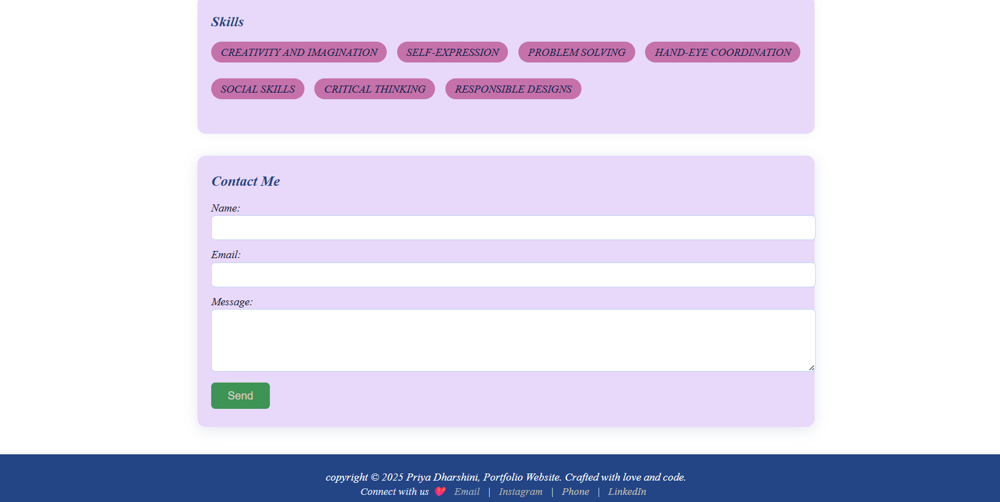 Skills
CREATIVITY AND IMAGINATION SELF-EXPRESSION PROBLEM SOLVING HAND-EYE COORDINATION
SOCIAL SKILLS CRITICAL THINKING RESPONSIBLE DESIGNS
Contact Me
Name:
Email:
Message:
Send
copyright © 2025 Priya Dharshini, Portfolio Website. Crafted with love and code.
Connect with us ❤️ Email | Instagram | Phone | LinkedIn